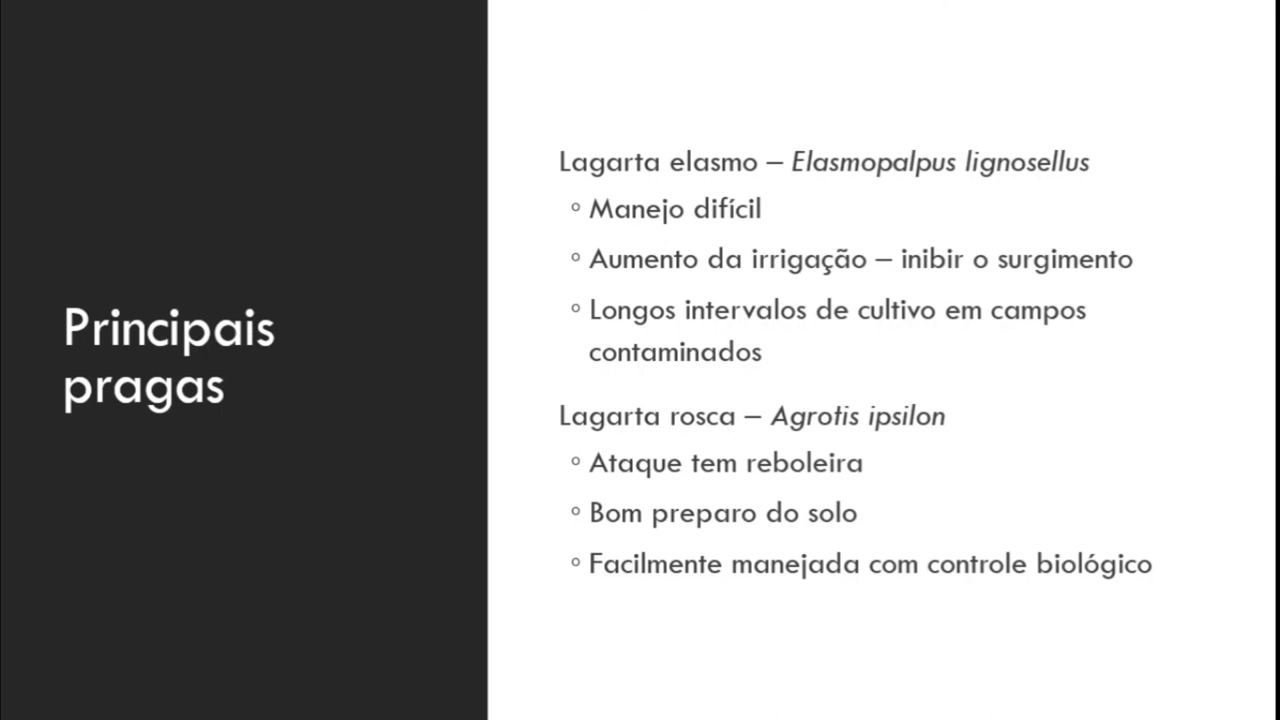 Principais
pragas
Lagarta elasmo – Elasmopalpus lignosellus
◦ Manejo difícil
◦ Aumento da irrigação – inibir o surgimento
◦ Longos intervalos de cultivo em campos
contaminados
Lagarta rosca – Agrotis ipsilon
◦ Ataque tem reboleira
◦ Bom preparo do solo
◦ Facilmente manejada com controle biológico